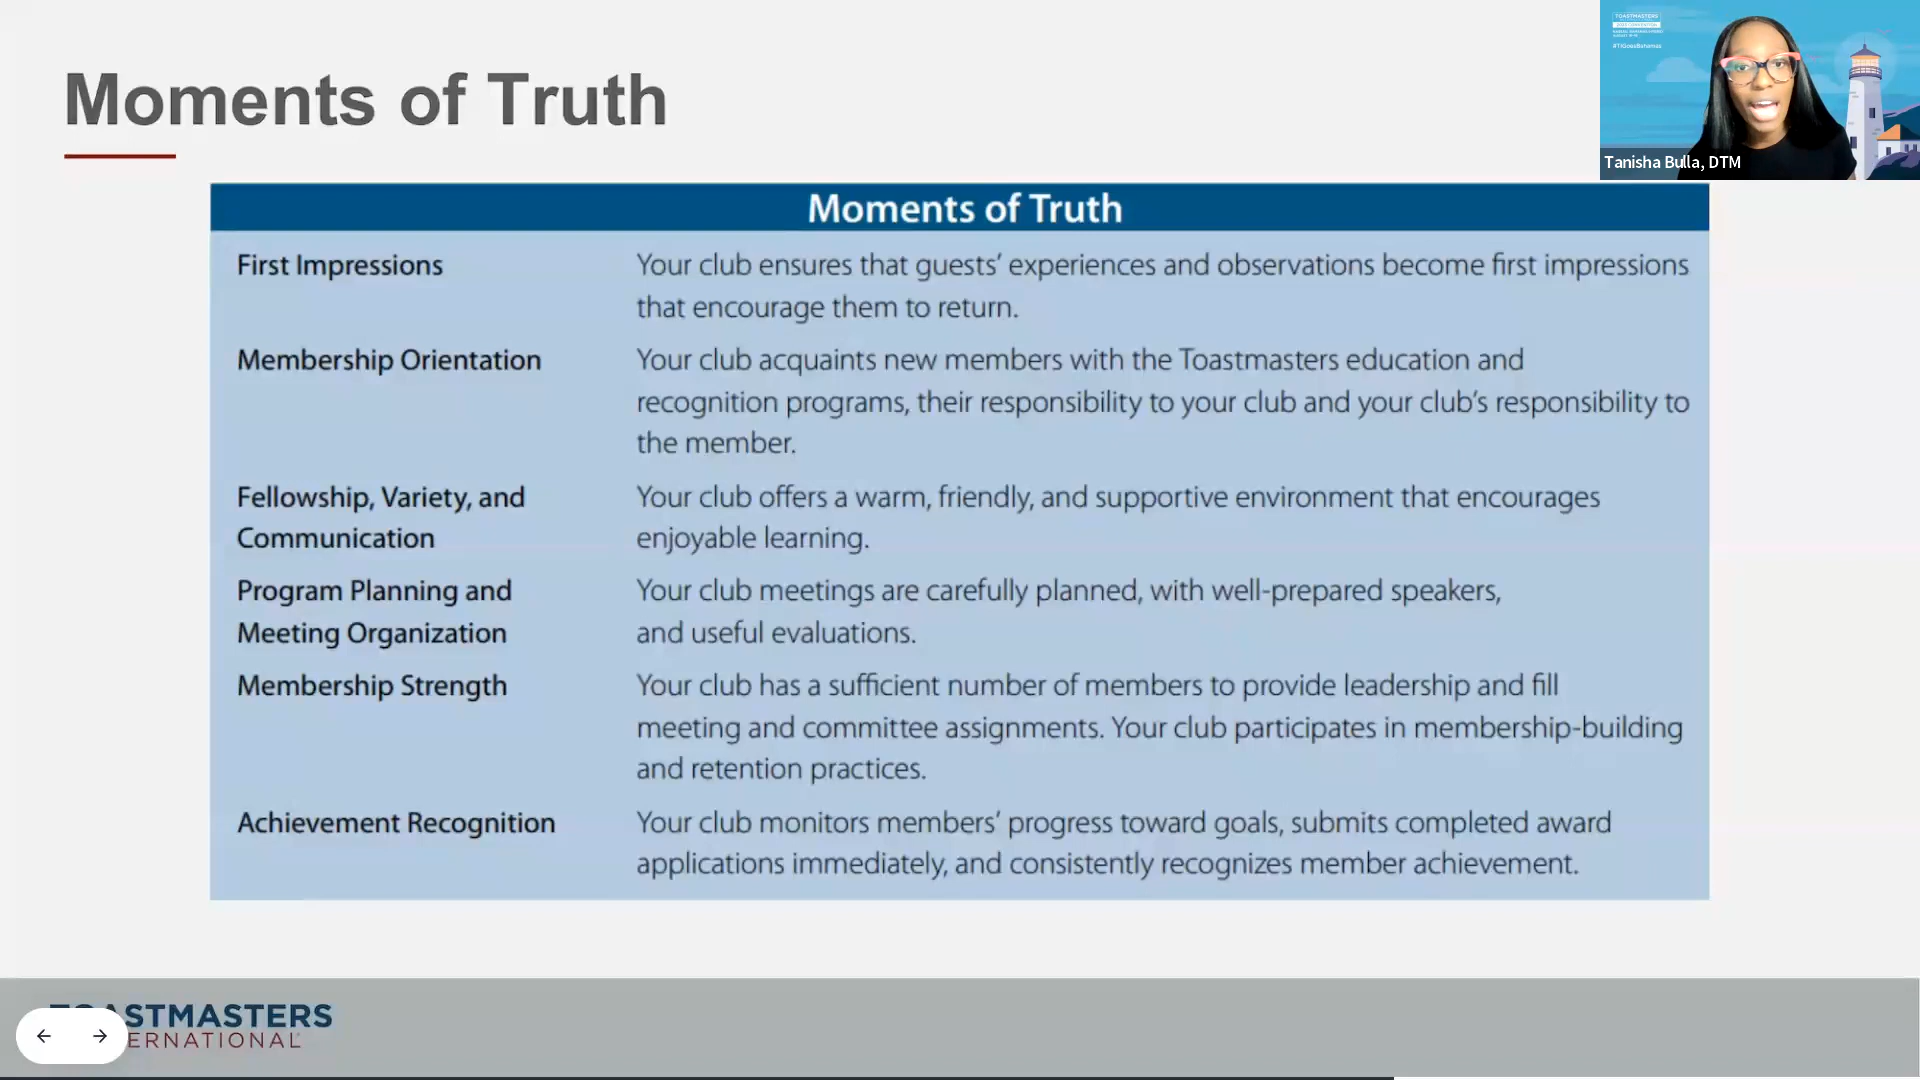 Moments of Truth
TOASTMASTERS
#TIGoesBahamas
Tanisha Bulla, DTM
Moments of Truth
First Impressions
Your club ensures that guests’ experiences and observations become first impressions
that encourage them to return.
Membership Orientation
Your club acquaints new members with the Toastmasters education and
recognition programs, their responsibility to your club and your club’s responsibility to
the member.
Fellowship, Variety, and
Communication
Your club offers a warm, friendly, and supportive environment that encourages
enjoyable learning.
Program Planning and
Meeting Organization
Your club meetings are carefully planned, with well-prepared speakers,
and useful evaluations.
Membership Strength
Your club has a sufficient number of members to provide leadership and fill
meeting and committee assignments. Your club participates in membership-building
and retention practices.
Achievement Recognition
Your club monitors members’ progress toward goals, submits completed award
applications immediately, and consistently recognizes member achievement.
TOASTMASTERS
ERNATIONAL